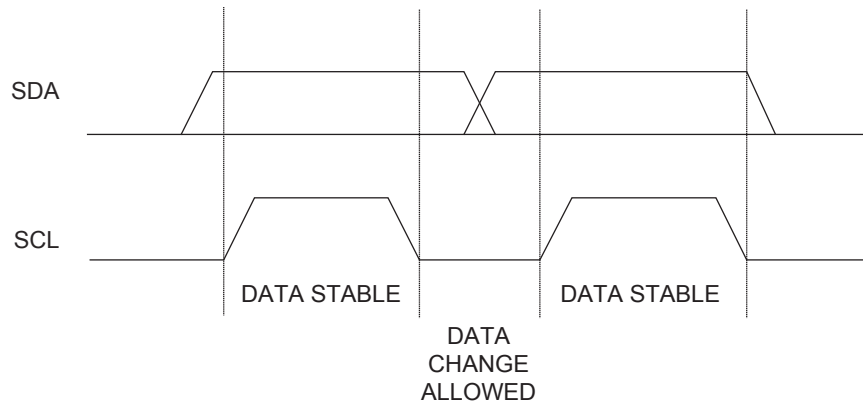 SDA
SCL
DATA STABLE
DATA STABLE
DATA
CHANGE
ALLOWED